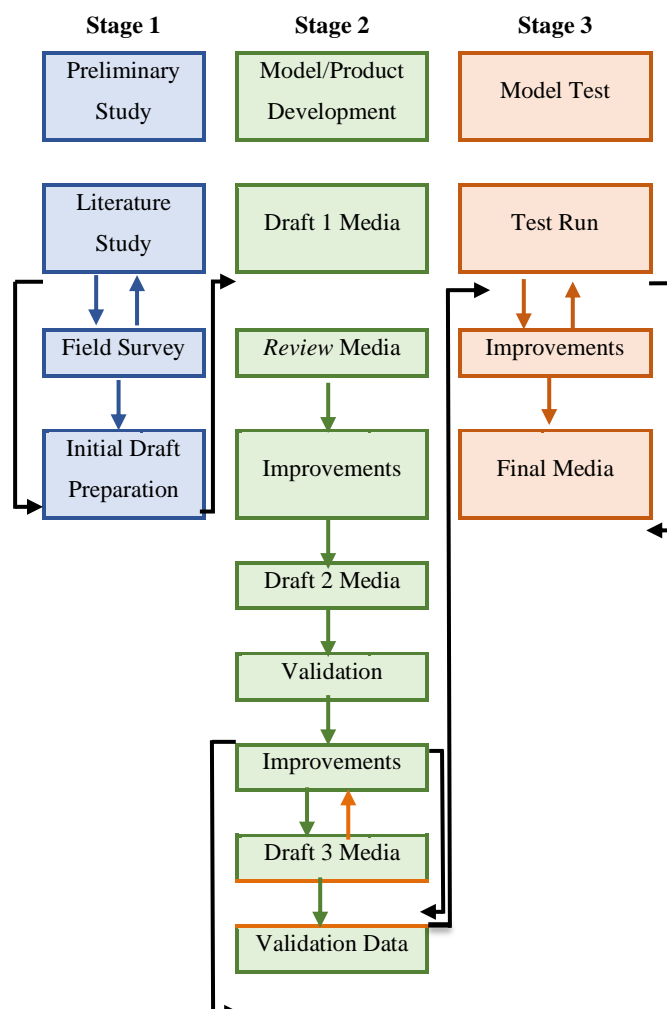 Stage 1
Preliminary
Study
Literature
Study
Field Survey
Initial Draft
Preparation
Stage 2
Model/Product
Development
Draft 1 Media
Review Media
Improvements
Draft 2 Media
Validation
Improvements
Draft 3 Media
Validation Data
Stage 3
Model Test
Test Run
Improvements
Final Media